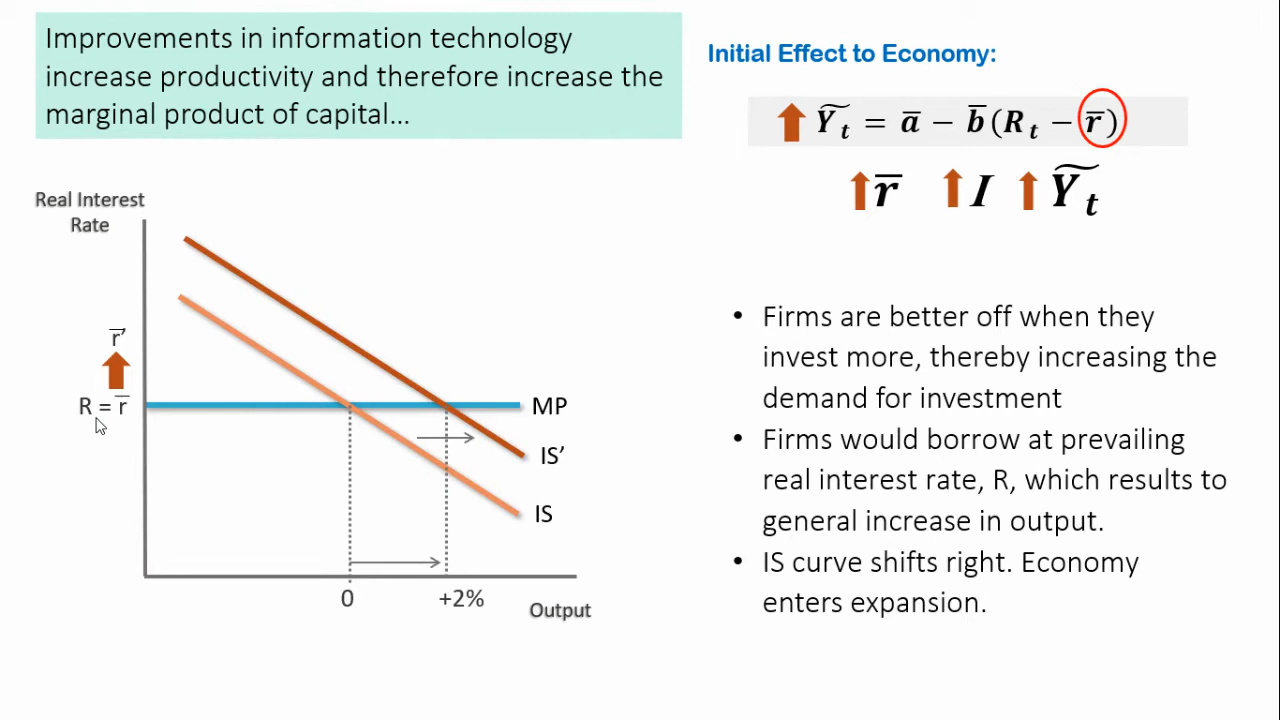 Improvements in information technology
increase productivity and therefore increase the
marginal product of capital...
Initial Effect to Economy:
Ỹ_t = a̅ − b̅(R_t − r̅)
r̅ I Ỹ_t
Real Interest
Rate
r̅’
R = r̅
MP
IS’
IS
0
+2%
Output
• Firms are better off when they
invest more, thereby increasing the
demand for investment
• Firms would borrow at prevailing
real interest rate, R, which results to
general increase in output.
• IS curve shifts right. Economy
enters expansion.